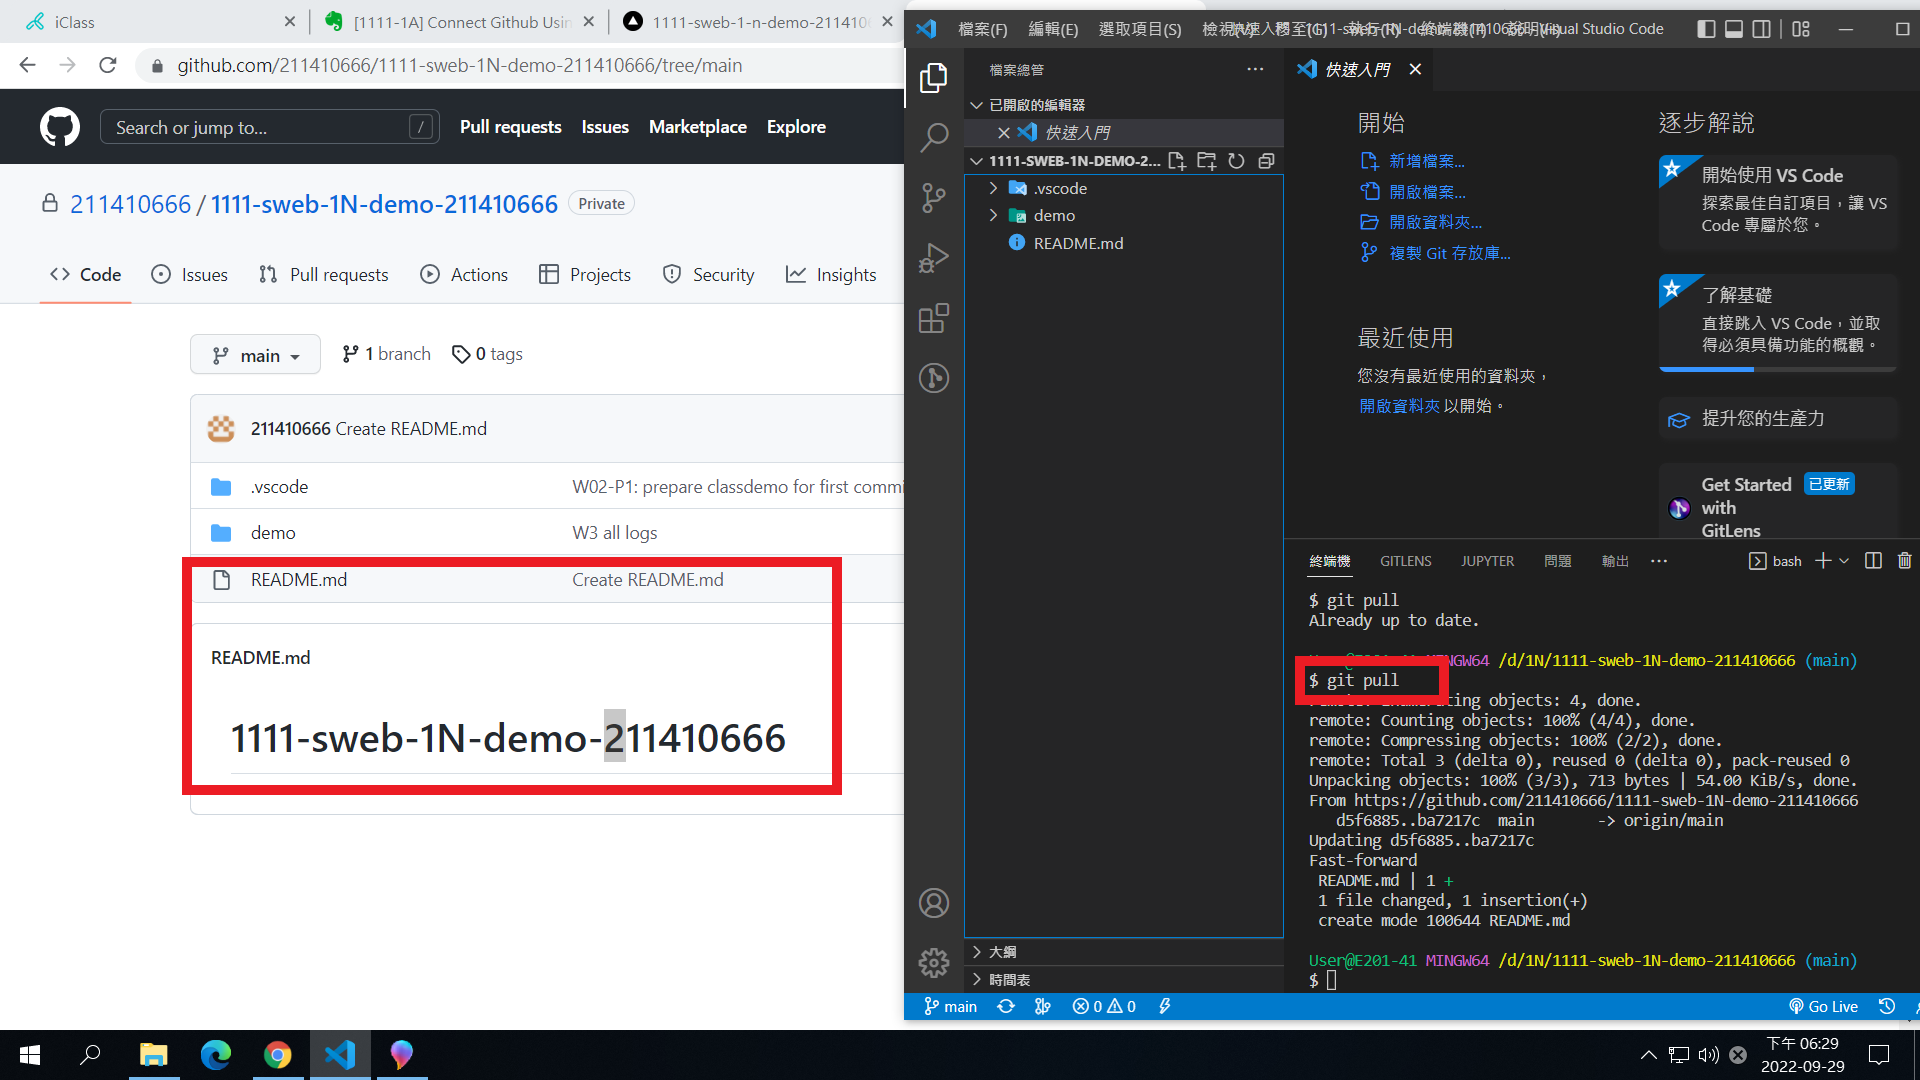 iClass
[1111-1A] Connect Github Usin
1111-sweb-1-n-demo-211410
github.com/211410666/1111-sweb-1N-demo-211410666/tree/main
Search or jump to...
/
Pull requests
Issues
Marketplace
Explore
211410666 / 1111-sweb-1N-demo-211410666
Private
Code
Issues
Pull requests
Actions
Projects
Security
Insights
main
1 branch
0 tags
211410666 Create README.md
.vscode
W02-P1: prepare classdemo for first commi
demo
W3 all logs
README.md
Create README.md
README.md
1111-sweb-1N-demo-211410666
檔案(F)
編輯(E)
選取項目(S)
Visual Studio Code
檔案總管
已開啟的編輯器
快速入門
1111-SWEB-1N-DEMO-2...
.vscode
demo
README.md
大綱
時間表
快速入門
開始
新增檔案...
開啟檔案...
開啟資料夾...
複製 Git 存放庫...
最近使用
您沒有最近使用的資料夾，
開啟資料夾 以開始。
逐步解說
開始使用 VS Code
探索最佳自訂項目，讓 VS
Code 專屬於您。
了解基礎
直接跳入 VS Code，並取
得必須具備功能的概觀。
提升您的生產力
Get Started
with
GitLens
已更新
終端機
GITLENS
JUPYTER
問題
輸出
bash
$ git pull
Already up to date.
MINGW64 /d/1N/1111-sweb-1N-demo-211410666 (main)
$ git pull
remote: Enumerating objects: 4, done.
remote: Counting objects: 100% (4/4), done.
remote: Compressing objects: 100% (2/2), done.
remote: Total 3 (delta 0), reused 0 (delta 0), pack-reused 0
Unpacking objects: 100% (3/3), 713 bytes | 54.00 KiB/s, done.
From https://github.com/211410666/1111-sweb-1N-demo-211410666
d5f6885..ba7217c main -> origin/main
Updating d5f6885..ba7217c
Fast-forward
README.md | 1 +
1 file changed, 1 insertion(+)
create mode 100644 README.md
User@E201-41 MINGW64 /d/1N/1111-sweb-1N-demo-211410666 (main)
$
main
0
0
Go Live
下午 06:29
2022-09-29